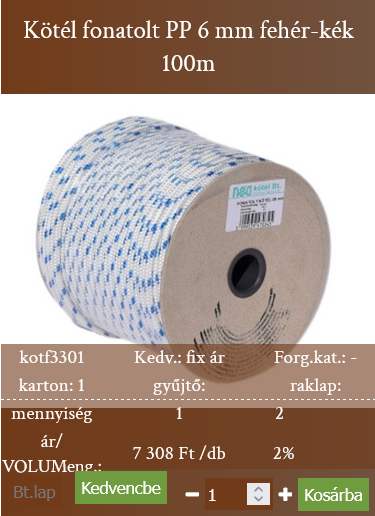 Kötél fonatolt PP 6 mm fehér-kék
100m
neo kötél Bt.
kotf3301 Kedv.: fix ár Forg.kat.: -
karton: 1 gyűjtő: raklap:
mennyiség 1 2
ár/
VOLUMeng.: 7 308 Ft /db 2%
Bt.lap Kedvencbe 1 Kosárba